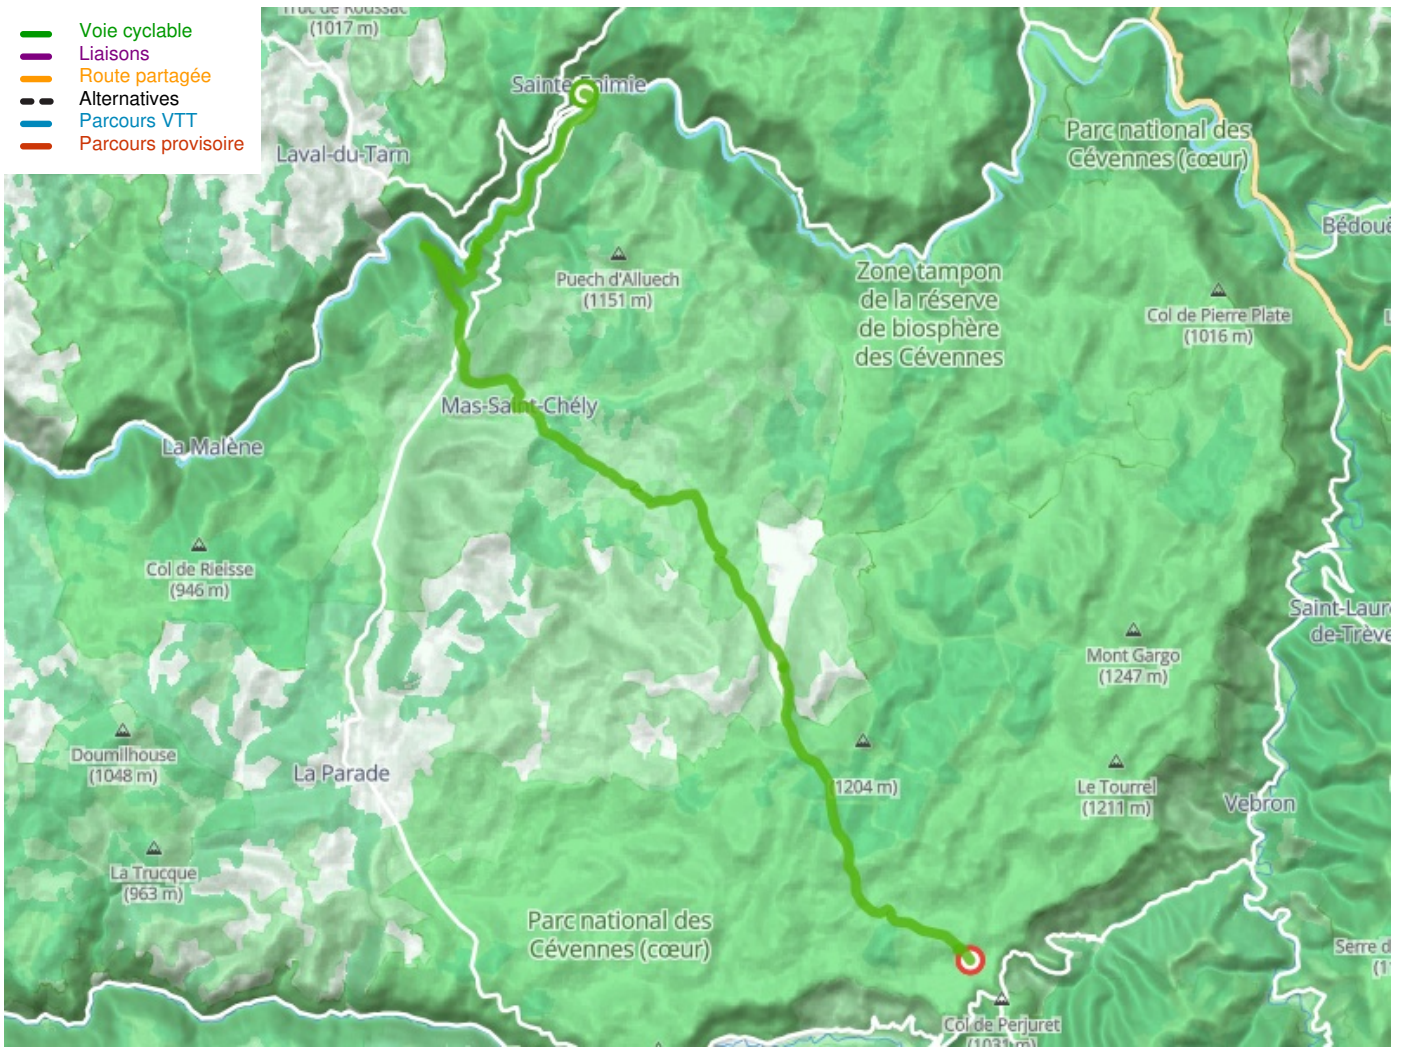 Voie cyclable
Liaisons
Route partagée
Alternatives
Parcours VTT
Parcours provisoire
(1017 m)
Laval-du-Tarn
Parc national des
Cévennes (cœur)
Puech d'Alluech
(1151 m)
Zone tampon
de la réserve
de biosphère
des Cévennes
Col de Pierre Plate
(1016 m)
Mas-Saint-Chély
La Malène
Col de Rieisse
(946 m)
Mont Gargo
(1247 m)
Doumilhouse
(1048 m)
La Parade
(1204 m)
Le Tourrel
(1211 m)
Vebron
La Trucque
(963 m)
Parc national des
Cévennes (cœur)
Col de Perjuret
(1031 m)